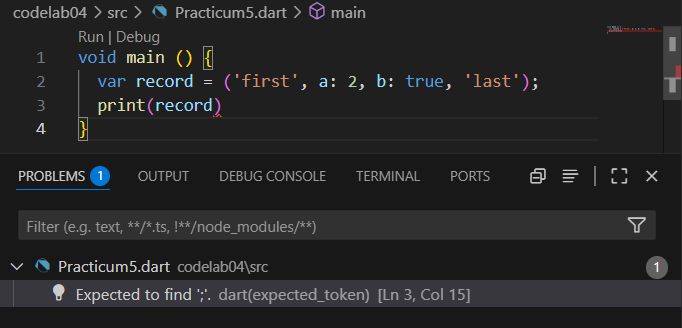 codelab04 > src > Practicum5.dart > main
Run | Debug
1 void main () {
2 var record = ('first', a: 2, b: true, 'last');
3 print(record)
4 }
PROBLEMS 1 OUTPUT DEBUG CONSOLE TERMINAL PORTS
Filter (e.g. text, **/*.ts, !**/node_modules/**)
Practicum5.dart codelab04\src 1
Expected to find ';'. dart(expected_token) [Ln 3, Col 15]